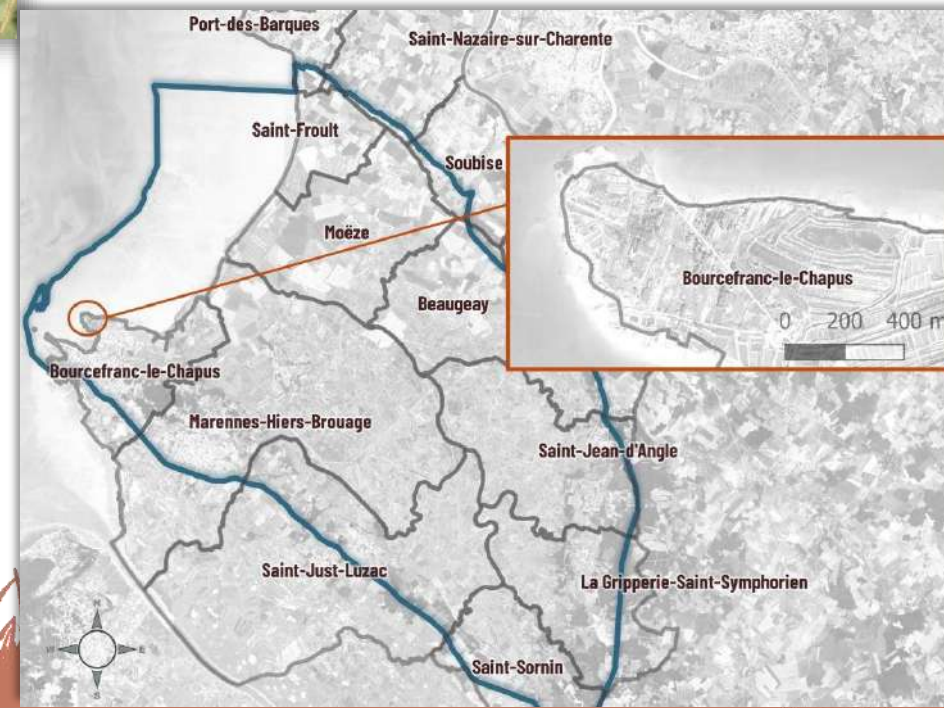 Port-des-Barques
Saint-Nazaire-sur-Charente
Saint-Froult
Soubise
Moëze
Beaugeay
Bourcefranc-le-Chapus
0 200 400 m
Bourcefranc-le-Chapus
Marennes-Hiers-Brouage
Saint-Jean-d'Angle
Saint-Just-Luzac
La Gripperie-Saint-Symphorien
Saint-Sornin
N
W E
S